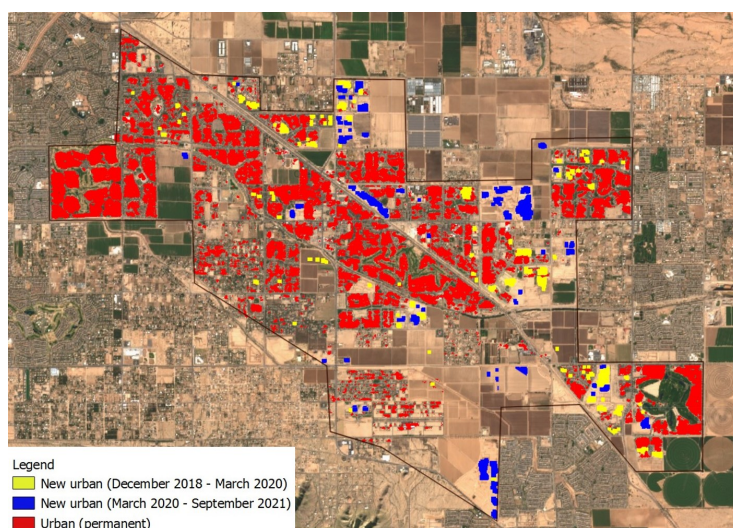 Legend
New urban (December 2018 - March 2020)
New urban (March 2020 - September 2021)
Urban (permanent)